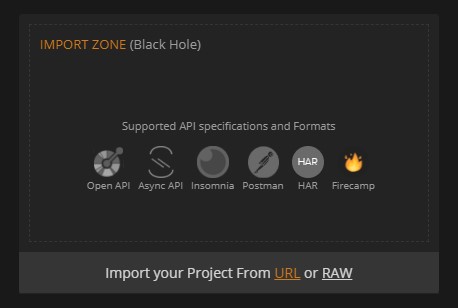 IMPORT ZONE (Black Hole)
Supported API specifications and Formats
HAR
Open API Async API Insomnia Postman HAR Firecamp
Import your Project From URL or RAW